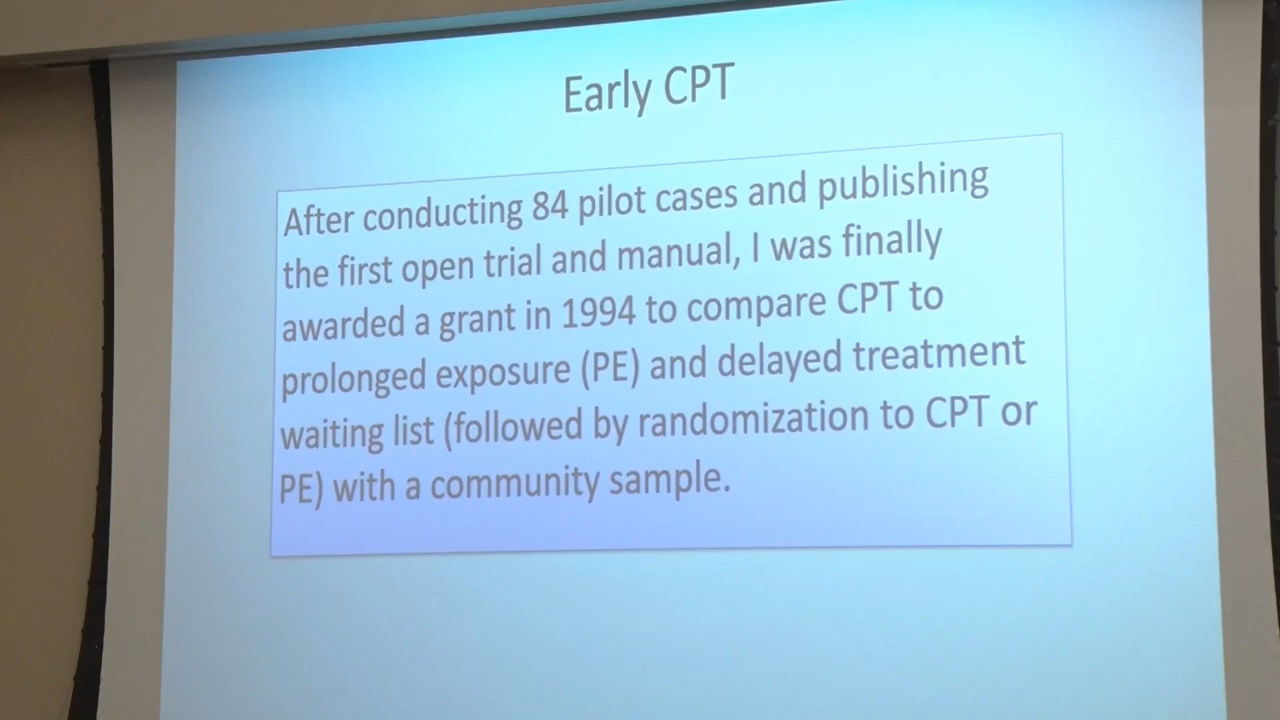 Early CPT
After conducting 84 pilot cases and publishing
the first open trial and manual, I was finally
awarded a grant in 1994 to compare CPT to
prolonged exposure (PE) and delayed treatment
waiting list (followed by randomization to CPT or
PE) with a community sample.